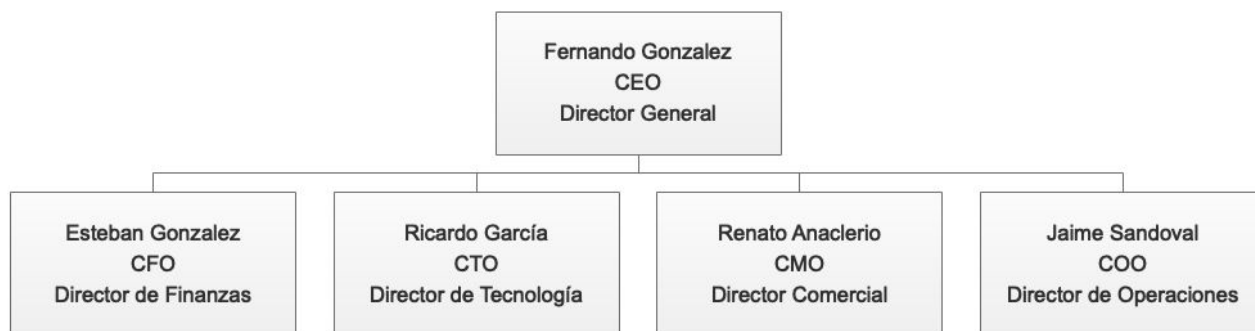 Fernando Gonzalez
CEO
Director General
Esteban Gonzalez
CFO
Director de Finanzas
Ricardo García
CTO
Director de Tecnología
Renato Anaclerio
CMO
Director Comercial
Jaime Sandoval
COO
Director de Operaciones